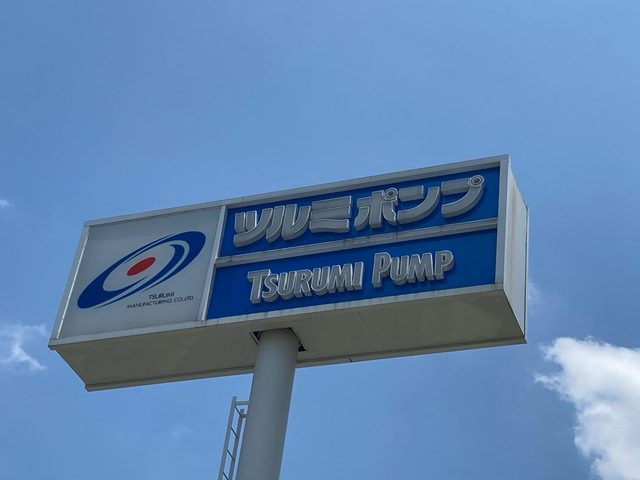 ツルミポンプ
TSURUMI PUMP
TSURUMI
MANUFACTURING CO.,LTD.